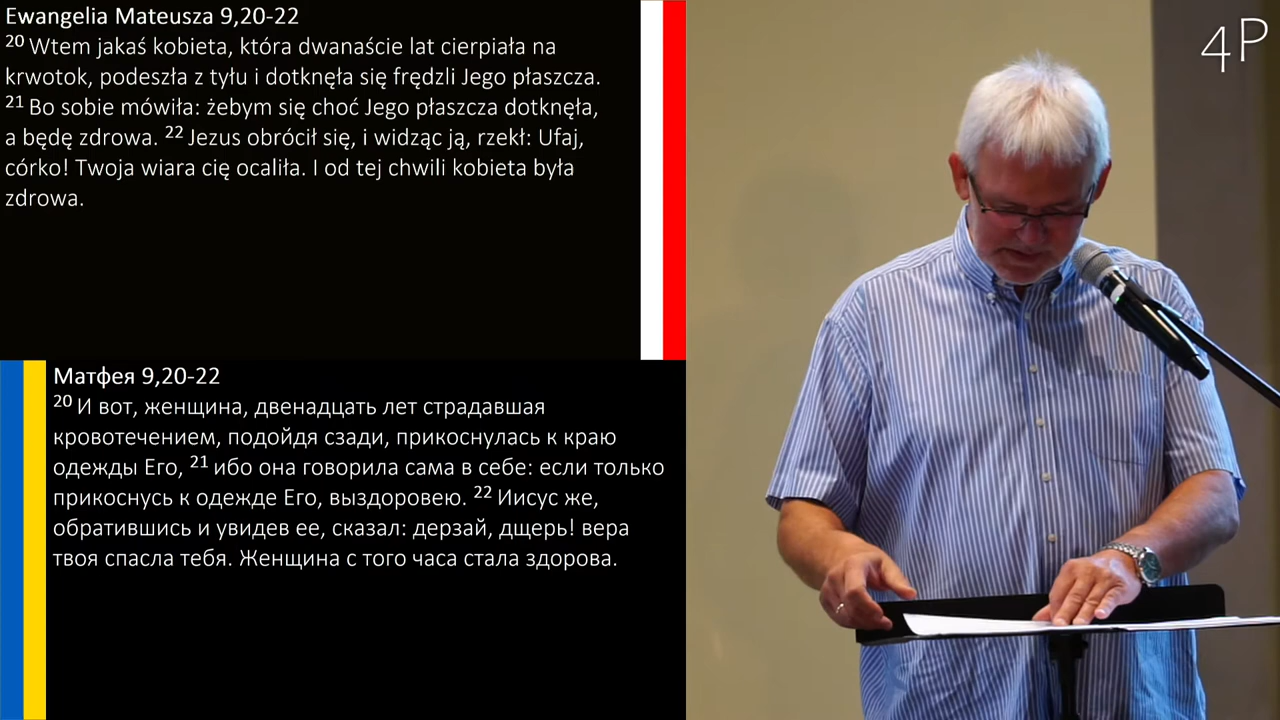 Ewangelia Mateusza 9,20-22
20 Wtem jakaś kobieta, która dwanaście lat cierpiała na
krwotok, podeszła z tyłu i dotknęła się frędzli Jego płaszcza.
21 Bo sobie mówiła: żebym się choć Jego płaszcza dotknęła,
a będę zdrowa. 22 Jezus obrócił się, i widząc ją, rzekł: Ufaj,
córko! Twoja wiara cię ocaliła. I od tej chwili kobieta była
zdrowa.
Матфея 9,20-22
20 И вот, женщина, двенадцать лет страдавшая
кровотечением, подойдя сзади, прикоснулась к краю
одежды Его, 21 ибо она говорила сама в себе: если только
прикоснусь к одежде Его, выздоровею. 22 Иисус же,
обратившись и увидев ее, сказал: дерзай, дщерь! вера
твоя спасла тебя. Женщина с того часа стала здорова.
4P